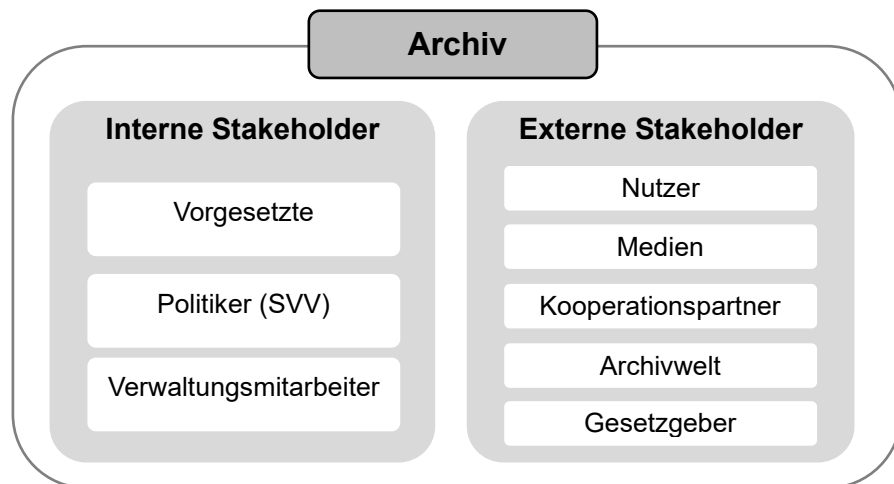 Archiv
Interne Stakeholder
Vorgesetzte
Politiker (SVV)
Verwaltungsmitarbeiter
Externe Stakeholder
Nutzer
Medien
Kooperationspartner
Archivwelt
Gesetzgeber